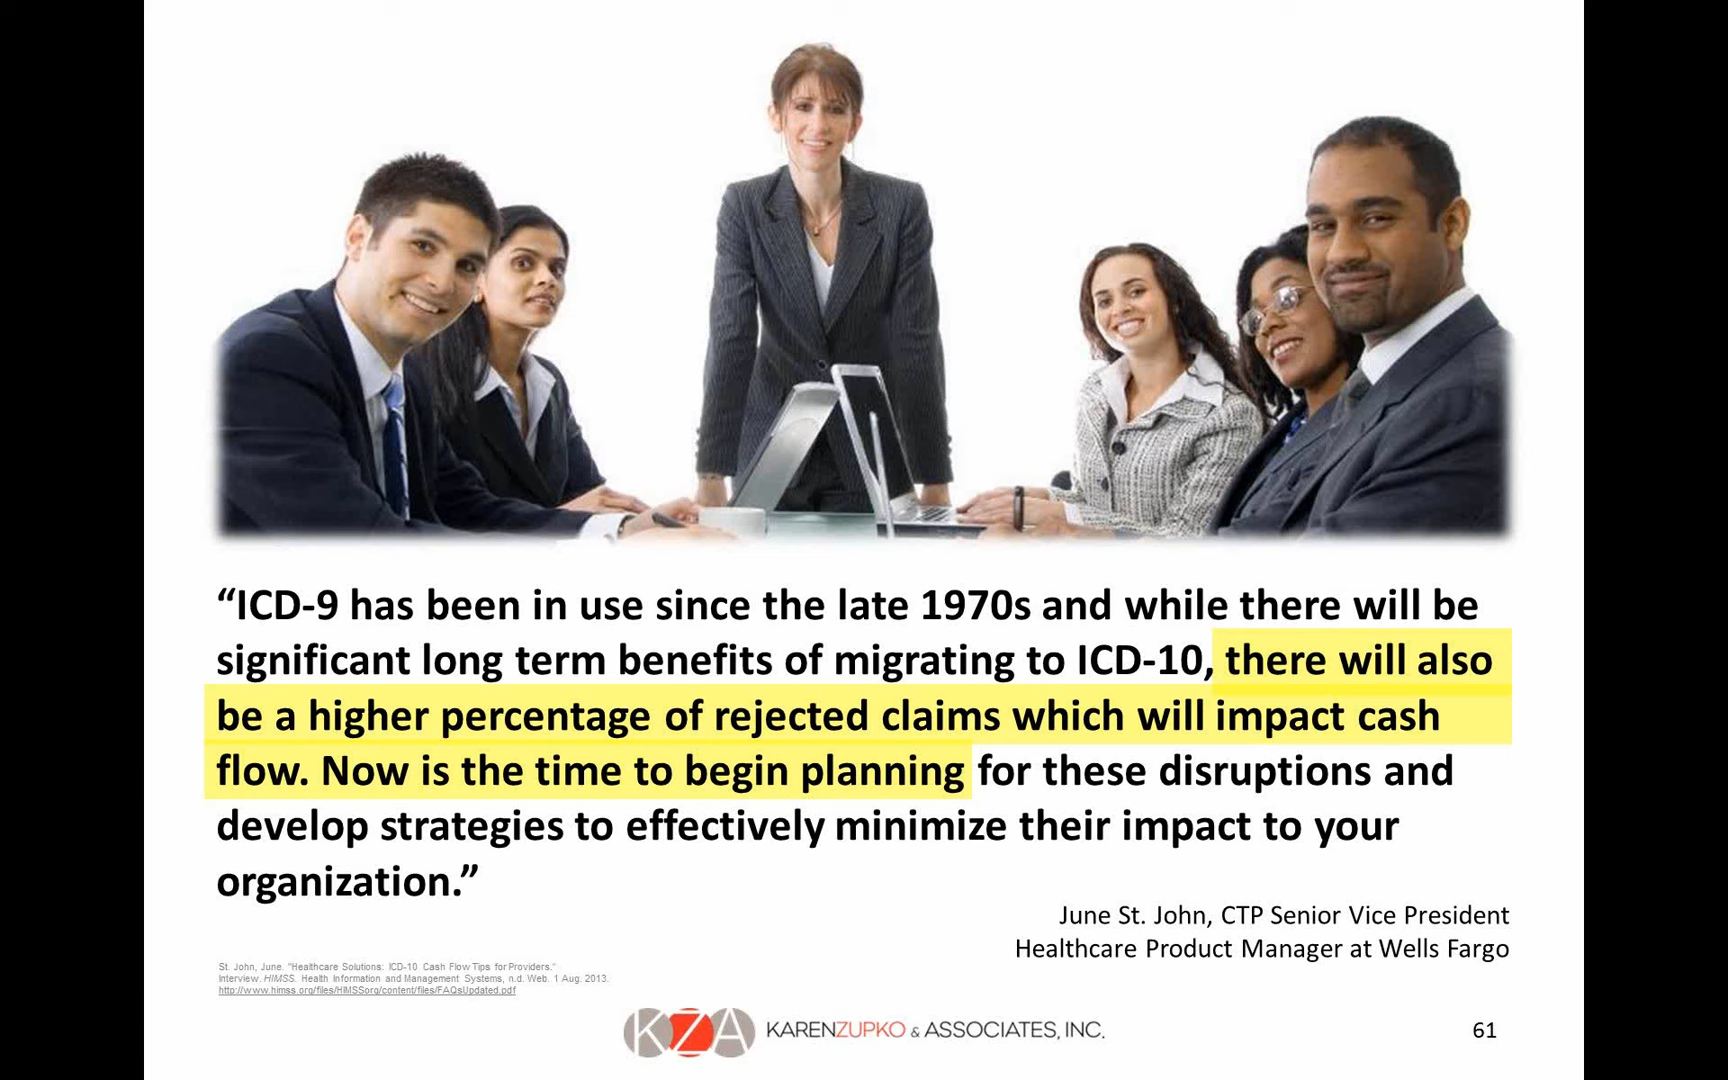 “ICD-9 has been in use since the late 1970s and while there will be
significant long term benefits of migrating to ICD-10, there will also
be a higher percentage of rejected claims which will impact cash
flow. Now is the time to begin planning for these disruptions and
develop strategies to effectively minimize their impact to your
organization.”
June St. John, CTP Senior Vice President
Healthcare Product Manager at Wells Fargo
St. John, June. "Healthcare Solutions: ICD-10 Cash Flow Tips for Providers."
Interview. HIMSS. Health Information and Management Systems, n.d. Web. 1 Aug. 2013.
http://www.himss.org/files/HIMSSorg/content/files/FAQsUpdated.pdf
KZA KARENZUPKO & ASSOCIATES, INC.
61